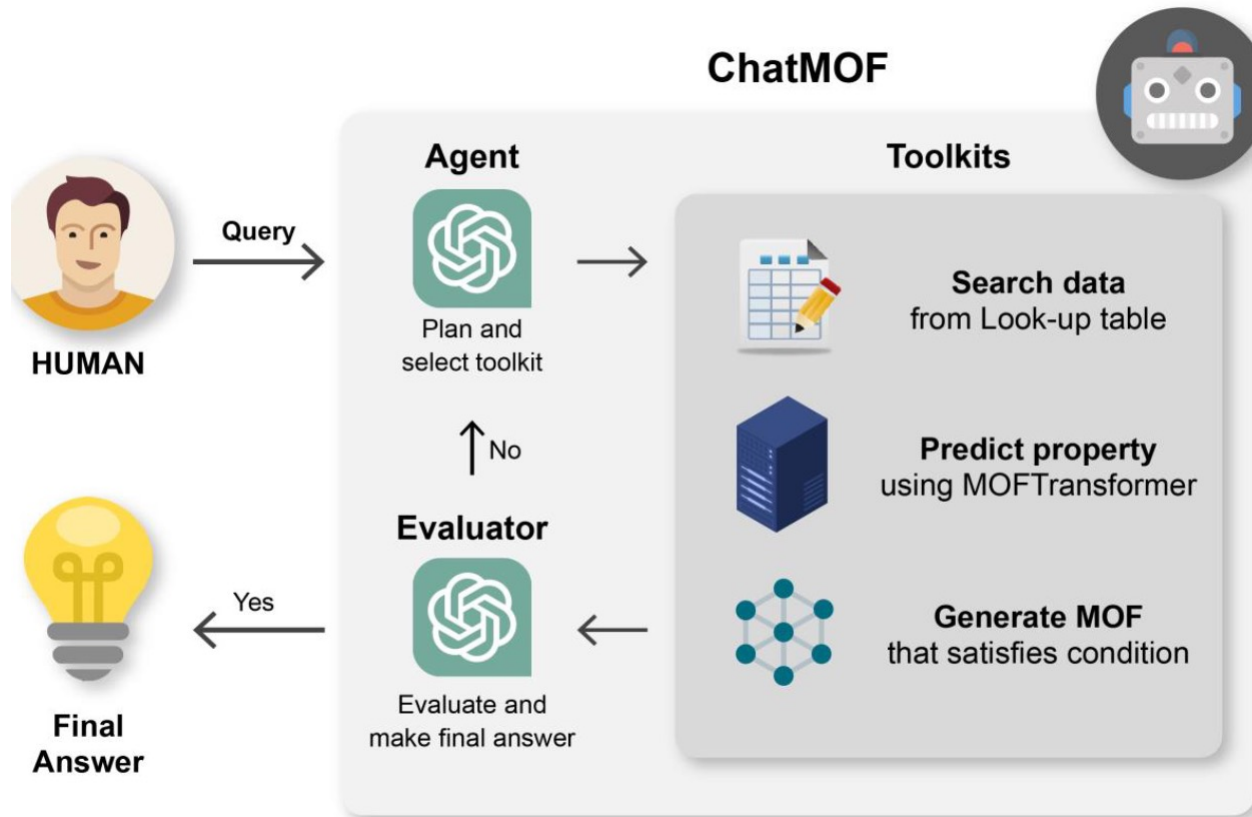 ChatMOF
Agent
Toolkits
Query
HUMAN
Plan and
select toolkit
Search data
from Look-up table
No
Predict property
using MOFTransformer
Evaluator
Yes
Evaluate and
make final answer
Generate MOF
that satisfies condition
Final
Answer